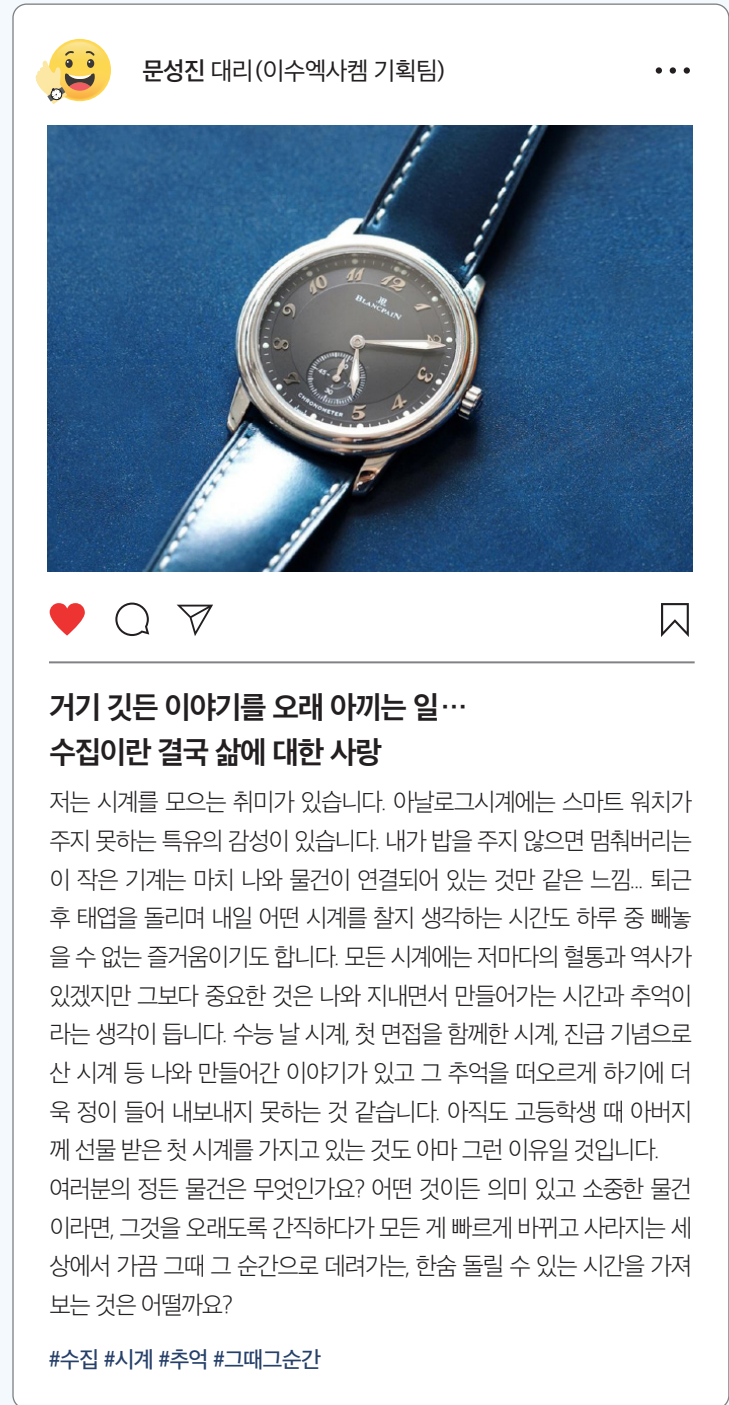 문성진 대리(이수엑사켐 기획팀)
11
12
10
1
BLANCPAIN
9
2
8
3
7
4
5
60
45
30
CHRONOMETER
거기 깃든 이야기를 오래 아끼는 일…
수집이란 결국 삶에 대한 사랑
저는 시계를 모으는 취미가 있습니다. 아날로그시계에는 스마트 워치가
주지 못하는 특유의 감성이 있습니다. 내가 밥을 주지 않으면 멈춰버리는
이 작은 기계는 마치 나와 물건이 연결되어 있는 것만 같은 느낌... 퇴근
후 태엽을 돌리며 내일 어떤 시계를 찰지 생각하는 시간도 하루 중 빼놓
을 수 없는 즐거움이기도 합니다. 모든 시계에는 저마다의 혈통과 역사가
있겠지만 그보다 중요한 것은 나와 지내면서 만들어가는 시간과 추억이
라는 생각이 듭니다. 수능 날 시계, 첫 면접을 함께한 시계, 진급 기념으로
산 시계 등 나와 만들어간 이야기가 있고 그 추억을 떠오르게 하기에 더
욱 정이 들어 내보내지 못하는 것 같습니다. 아직도 고등학생 때 아버지
께 선물 받은 첫 시계를 가지고 있는 것도 아마 그런 이유일 것입니다.
여러분의 정든 물건은 무엇인가요? 어떤 것이든 의미 있고 소중한 물건
이라면, 그것을 오래도록 간직하다가 모든 게 빠르게 바뀌고 사라지는 세
상에서 가끔 그때 그 순간으로 데려가는, 한숨 돌릴 수 있는 시간을 가져
보는 것은 어떨까요?
#수집 #시계 #추억 #그때그순간